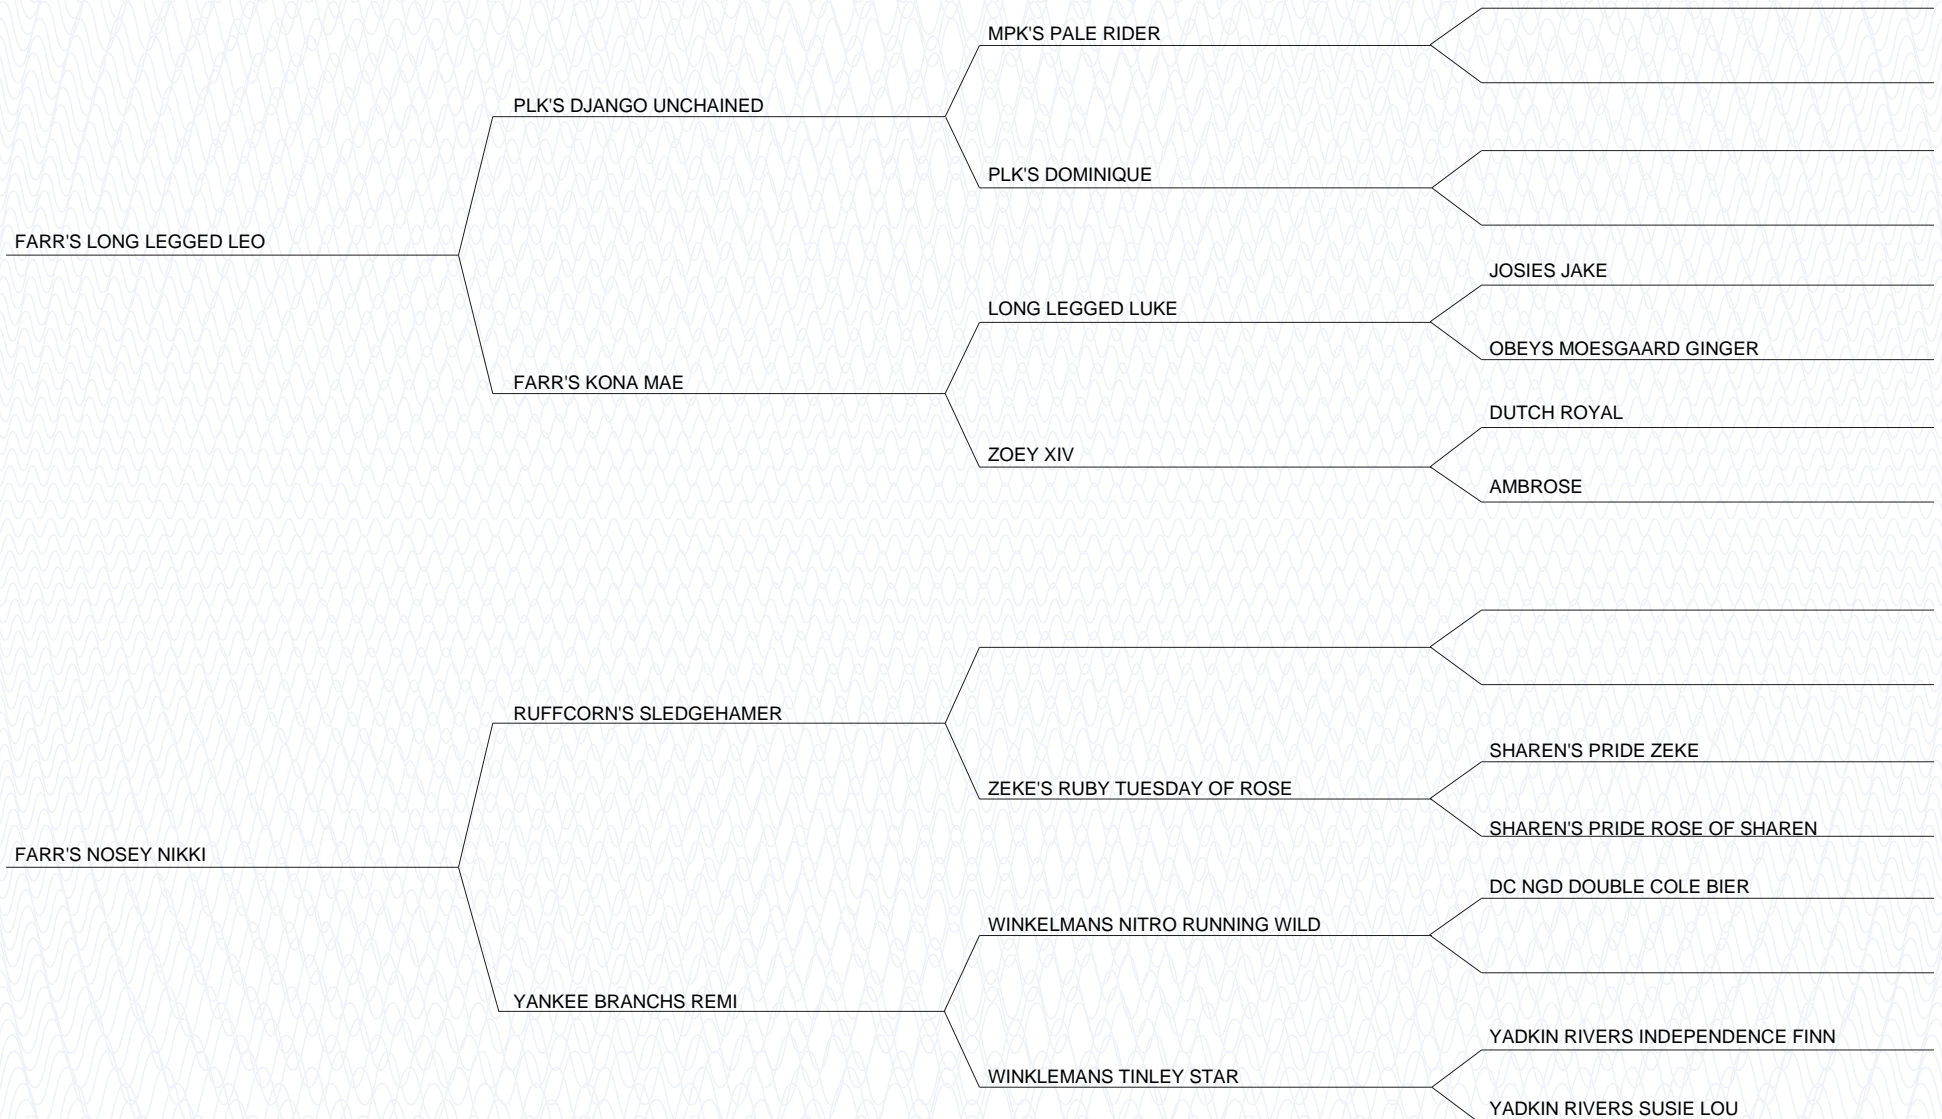 MPK'S PALE RIDER
PLK'S DJANGO UNCHAINED
PLK'S DOMINIQUE
FARR'S LONG LEGGED LEO
JOSIES JAKE
LONG LEGGED LUKE
OBEYS MOESGAARD GINGER
FARR'S KONA MAE
DUTCH ROYAL
ZOEY XIV
AMBROSE
RUFFCORN'S SLEDGEHAMER
SHAREN'S PRIDE ZEKE
ZEKE'S RUBY TUESDAY OF ROSE
SHAREN'S PRIDE ROSE OF SHAREN
FARR'S NOSEY NIKKI
DC NGD DOUBLE COLE BIER
WINKELMANS NITRO RUNNING WILD
YANKEE BRANCHS REMI
YADKIN RIVERS INDEPENDENCE FINN
WINKLEMANS TINLEY STAR
YADKIN RIVERS SUSIE LOU